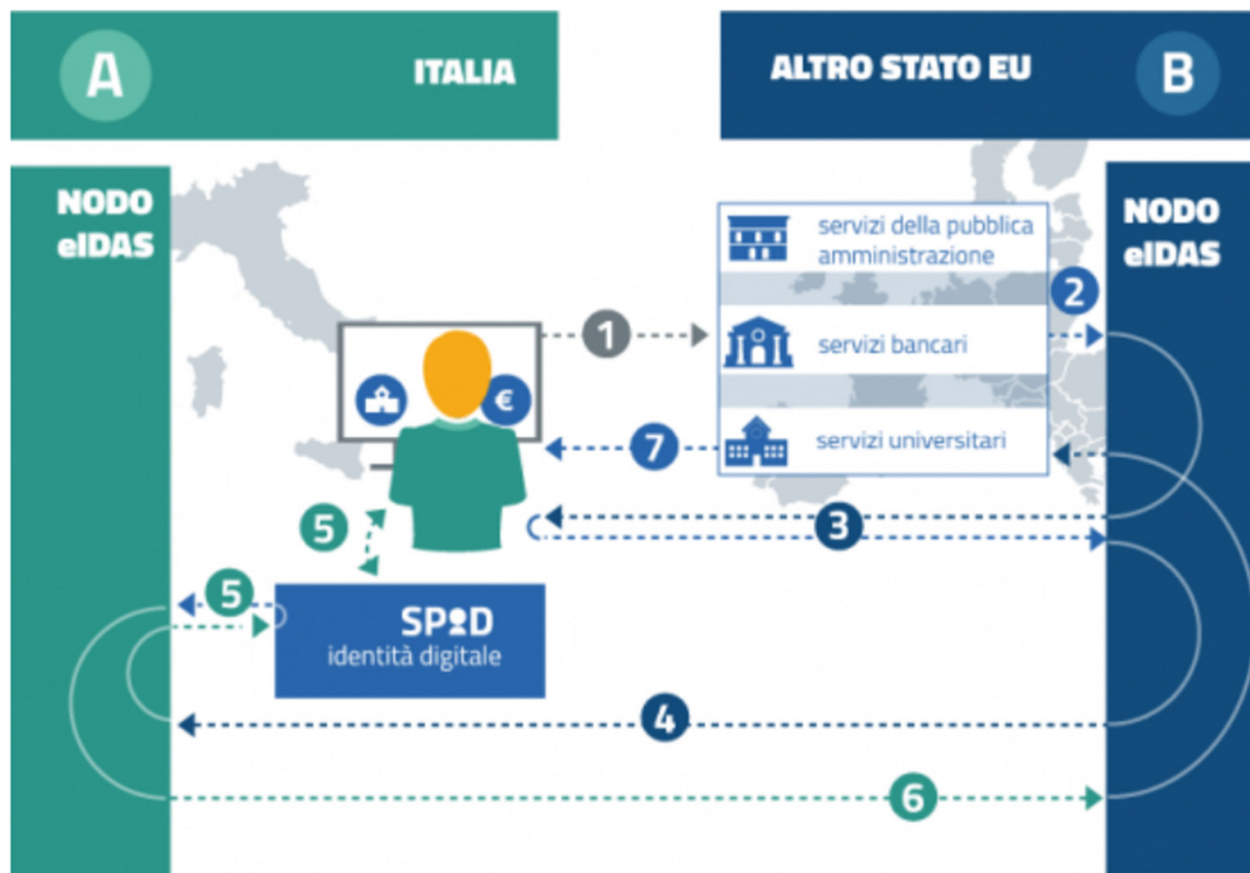 A
ITALIA
ALTRO STATO EU
B
NODO
eIDAS
NODO
eIDAS
servizi della pubblica
amministrazione
2
1
servizi bancari
€
7
servizi universitari
5
3
5
SPID
identità digitale
4
6